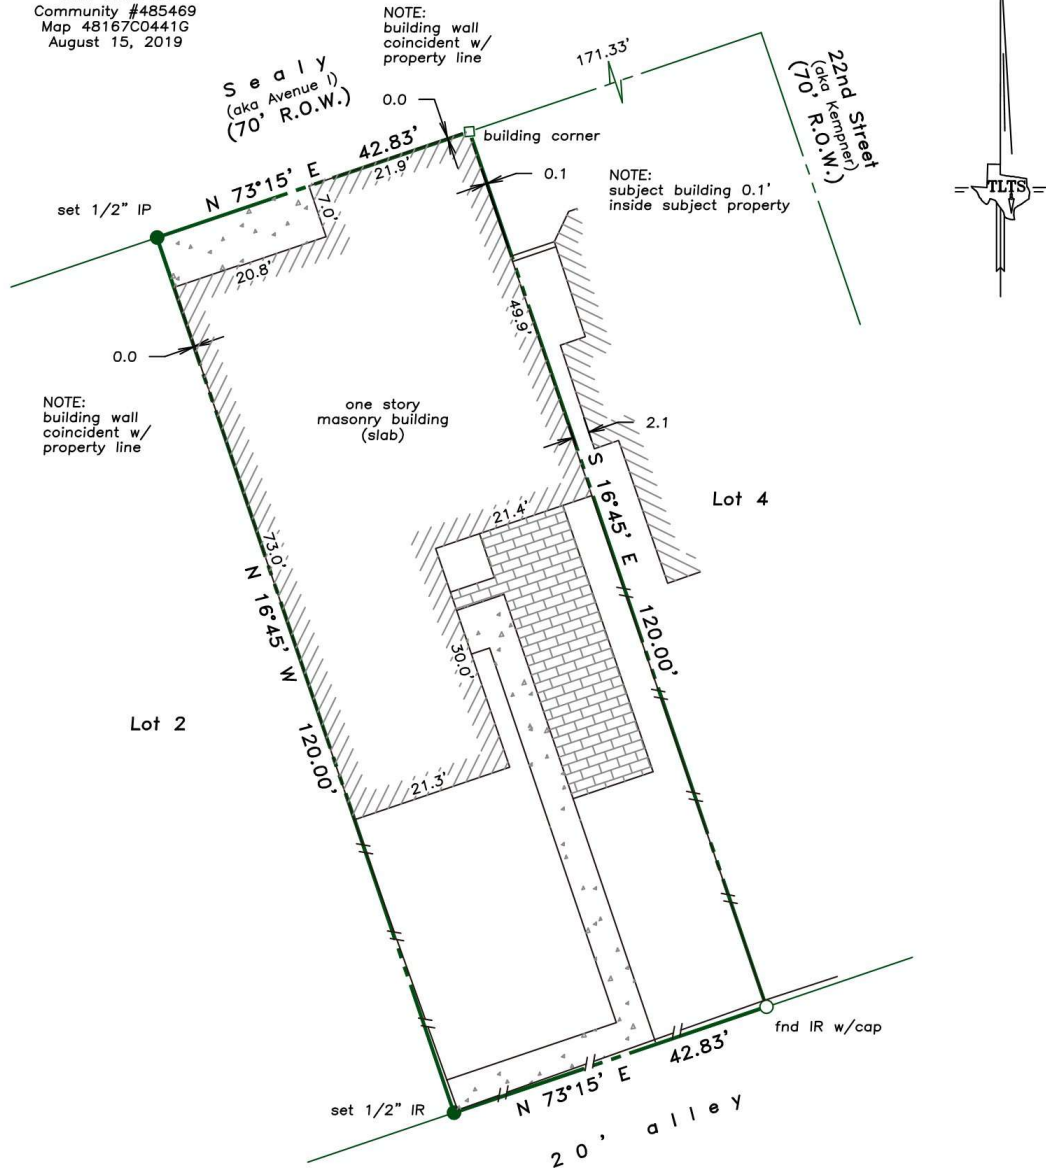 Community #485469
Map 48167C0441G
August 15, 2019
NOTE:
building wall
coincident w/
property line
171.33'
22nd Street
(aka Kempner)
(70' R.O.W.)
Sealy
(aka Avenue I)
(70' R.O.W.)
0.0
building corner
N 73°15' E 42.83'
21.9'
7.0'
0.1
NOTE:
subject building 0.1'
inside subject property
TLTS
set 1/2" IP
20.8'
49.9'
0.0
NOTE:
building wall
coincident w/
property line
one story
masonry building
(slab)
2.1
Lot 4
21.4'
S 16°45' E 120.00'
73.0'
N 16°45' W 120.00'
30.0'
Lot 2
21.3'
fnd IR w/cap
set 1/2" IR
N 73°15' E 42.83'
20' alley